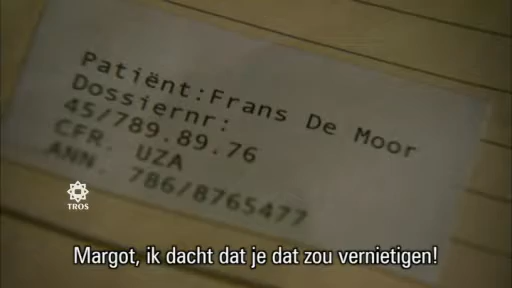 Patiënt:Frans De Moor
Dossiernr:
45/789.89.76
CFR. UZA
ANN. 786/8765477
TROS
Margot, ik dacht dat je dat zou vernietigen!